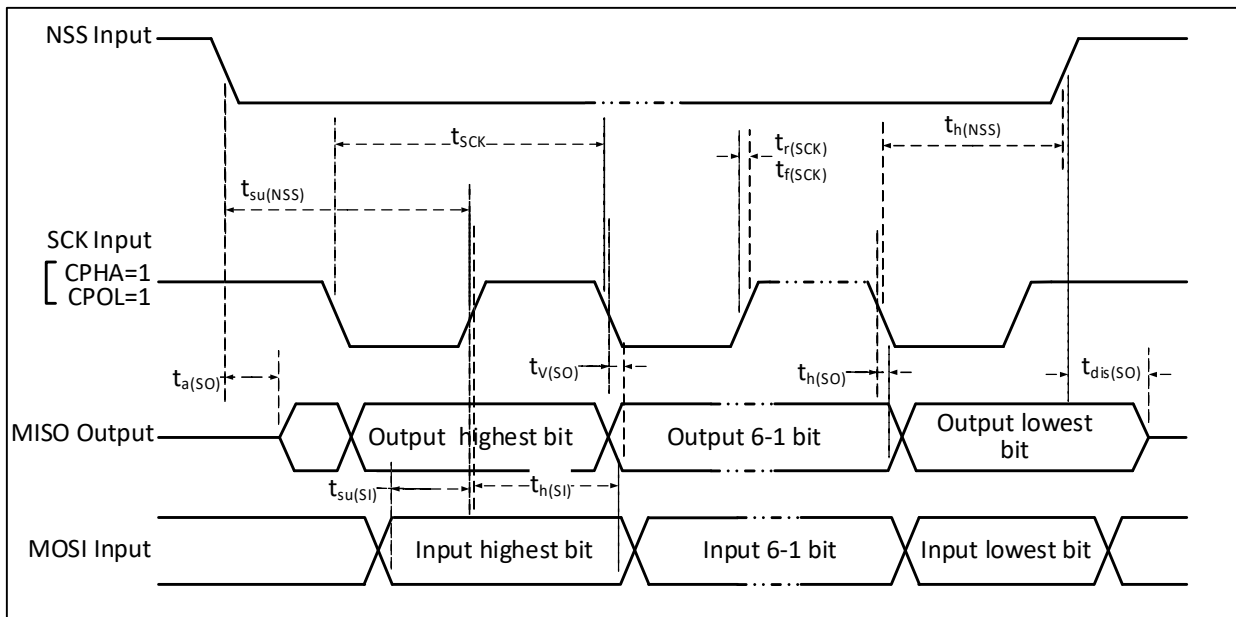 NSS Input
tSCK
th(NSS)
tr(SCK)
tf(SCK)
tsu(NSS)
SCK Input
CPHA=1
CPOL=1
ta(SO)
tV(SO)
th(SO)
tdis(SO)
MISO Output
Output highest bit
Output 6-1 bit
Output lowest
bit
tsu(SI)
th(SI)
MOSI Input
Input highest bit
Input 6-1 bit
Input lowest bit